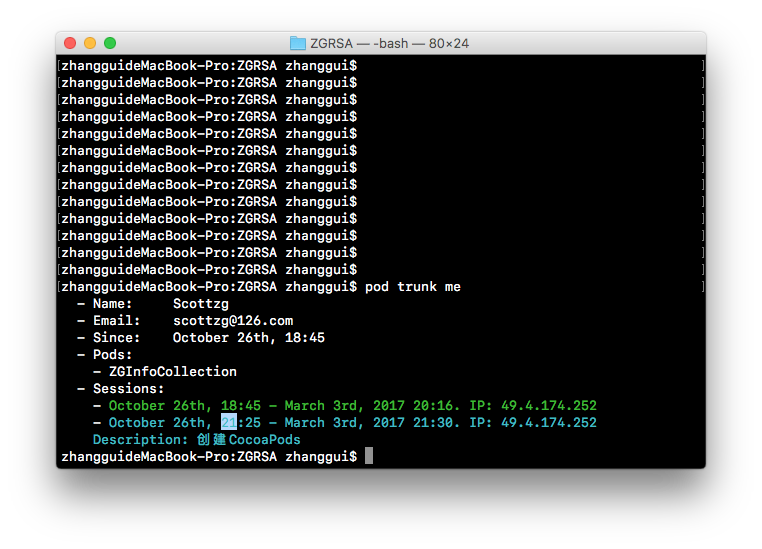 ZGRSA — -bash — 80×24
[zhangguideMacBook-Pro:ZGRSA zhanggui$ ]
[zhangguideMacBook-Pro:ZGRSA zhanggui$ ]
[zhangguideMacBook-Pro:ZGRSA zhanggui$ ]
[zhangguideMacBook-Pro:ZGRSA zhanggui$ ]
[zhangguideMacBook-Pro:ZGRSA zhanggui$ ]
[zhangguideMacBook-Pro:ZGRSA zhanggui$ ]
[zhangguideMacBook-Pro:ZGRSA zhanggui$ ]
[zhangguideMacBook-Pro:ZGRSA zhanggui$ ]
[zhangguideMacBook-Pro:ZGRSA zhanggui$ ]
[zhangguideMacBook-Pro:ZGRSA zhanggui$ ]
[zhangguideMacBook-Pro:ZGRSA zhanggui$ ]
[zhangguideMacBook-Pro:ZGRSA zhanggui$ ]
[zhangguideMacBook-Pro:ZGRSA zhanggui$ pod trunk me ]
- Name: Scottzg
- Email: scottzg@126.com
- Since: October 26th, 18:45
- Pods:
- ZGInfoCollection
- Sessions:
- October 26th, 18:45 - March 3rd, 2017 20:16. IP: 49.4.174.252
- October 26th, 21:25 - March 3rd, 2017 21:30. IP: 49.4.174.252
Description: 创建CocoaPods
zhangguideMacBook-Pro:ZGRSA zhanggui$